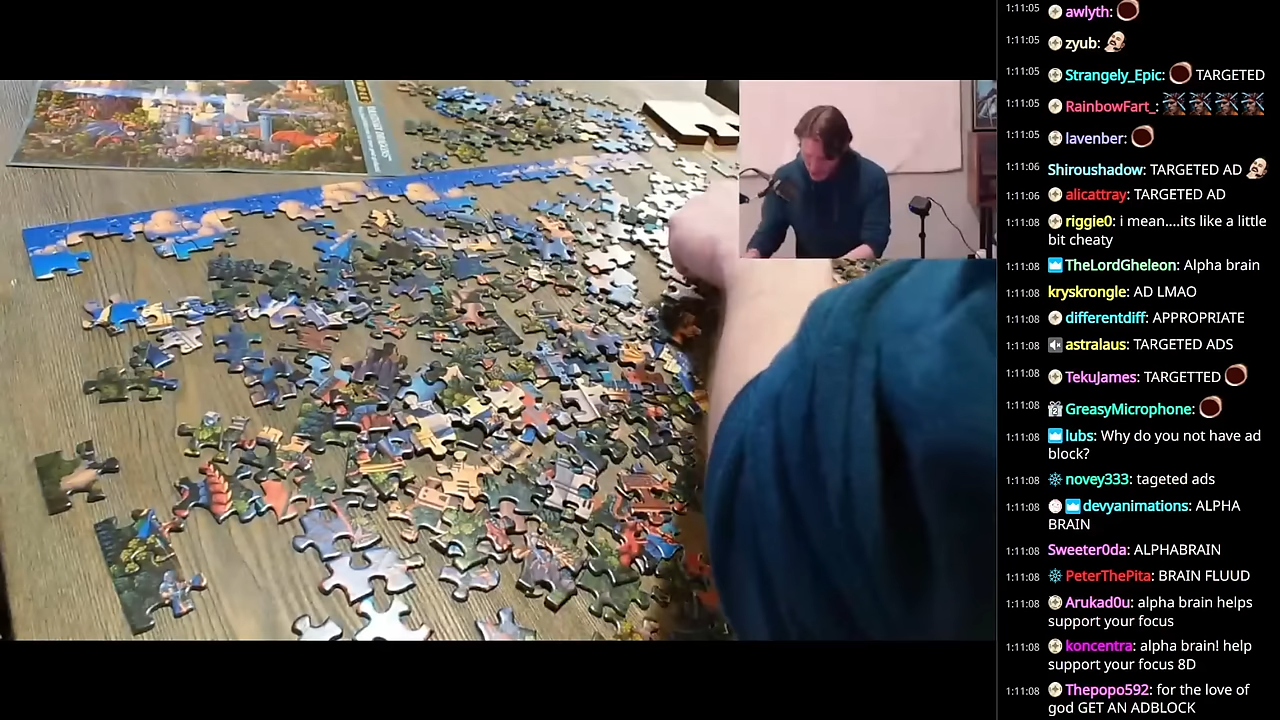 1:11:05 awlyth:
1:11:05 zyub:
1:11:05 Strangely_Epic: TARGETED
1:11:05 RainbowFart_:
1:11:05 lavenber:
1:11:06 Shiroushadow: TARGETED AD
1:11:06 alicattray: TARGETED AD
1:11:08 riggie0: i mean....its like a little
bit cheaty
1:11:08 TheLordGheleon: Alpha brain
1:11:08 kryskrongle: AD LMAO
1:11:08 differentdiff: APPROPRIATE
1:11:08 astralaus: TARGETED ADS
1:11:08 TekuJames: TARGETTED
1:11:08 GreasyMicrophone:
1:11:08 lubs: Why do you not have ad
block?
1:11:08 novey333: tageted ads
1:11:08 devyanimations: ALPHA
BRAIN
1:11:08 Sweeter0da: ALPHABRAIN
1:11:08 PeterThePita: BRAIN FLUUD
1:11:08 Arukad0u: alpha brain helps
support your focus
1:11:08 koncentra: alpha brain! help
support your focus 8D
1:11:08 Thepopo592: for the love of
god GET AN ADBLOCK